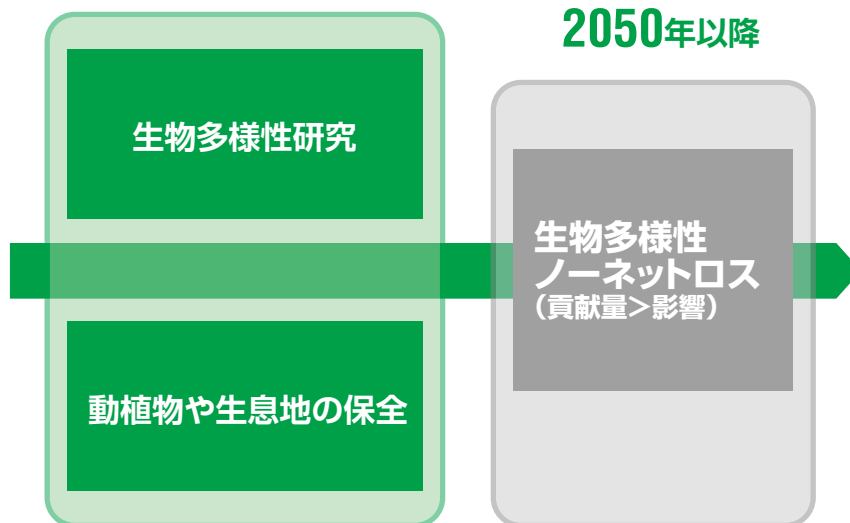 2050年以降
生物多様性研究
生物多様性
ノーネットロス
（貢献量＞影響）
動植物や生息地の保全